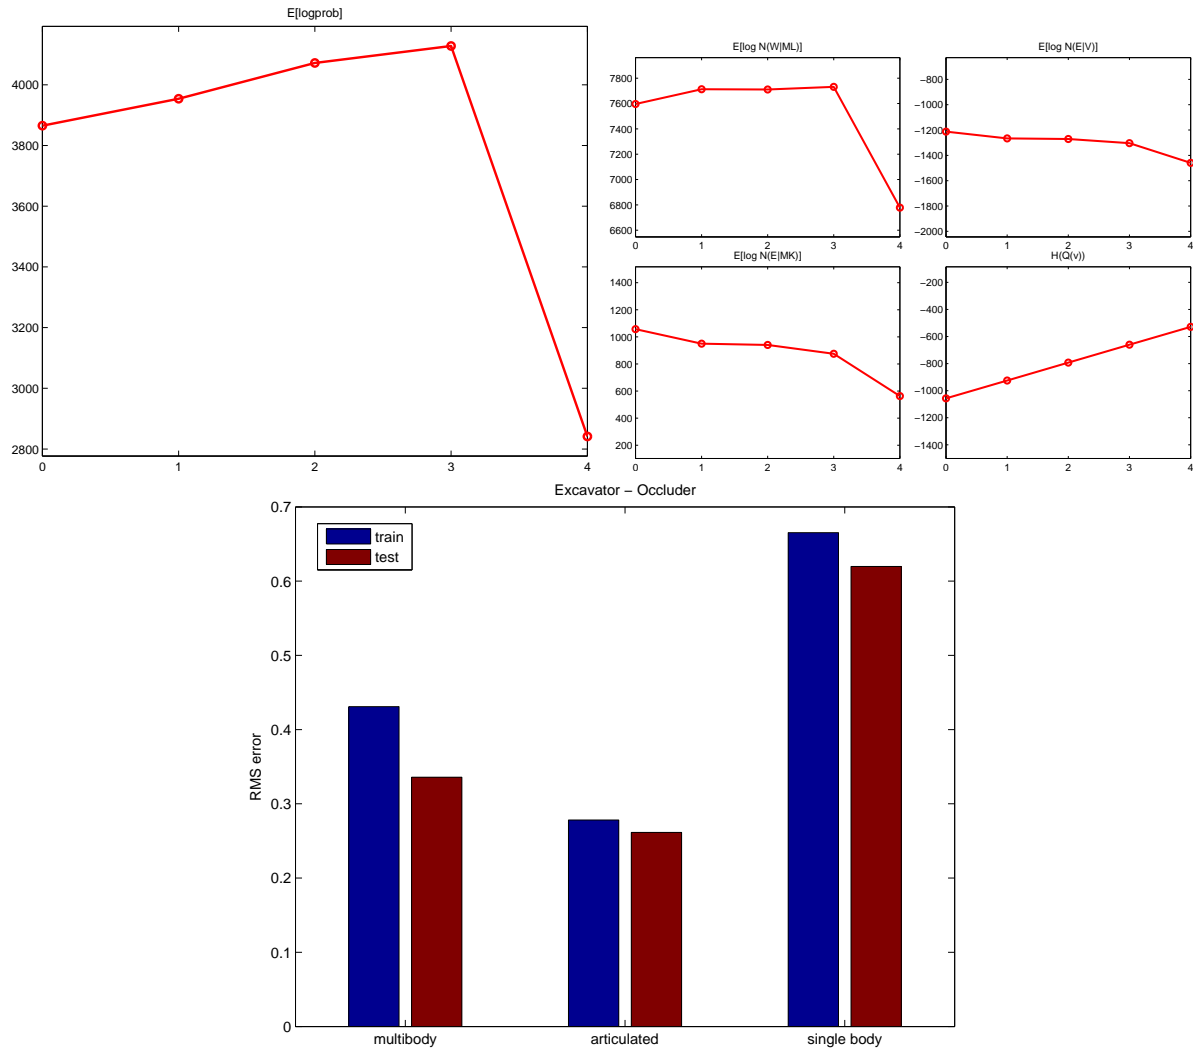 E[logprob]
4000
3800
3600
3400
3200
3000
2800
0 1 2 3 4
E[log N(W|ML)]
7800
7600
7400
7200
7000
6800
6600
0 1 2 3 4
E[log N(E|V)]
−800
−1000
−1200
−1400
−1600
−1800
−2000
0 1 2 3 4
E[log N(E|MK)]
1400
1200
1000
800
600
400
200
0 1 2 3 4
H(Q(v))
−200
−400
−600
−800
−1000
−1200
−1400
0 1 2 3 4
Excavator − Occluder
train
test
RMS error
0.7
0.6
0.5
0.4
0.3
0.2
0.1
0
multibody articulated single body